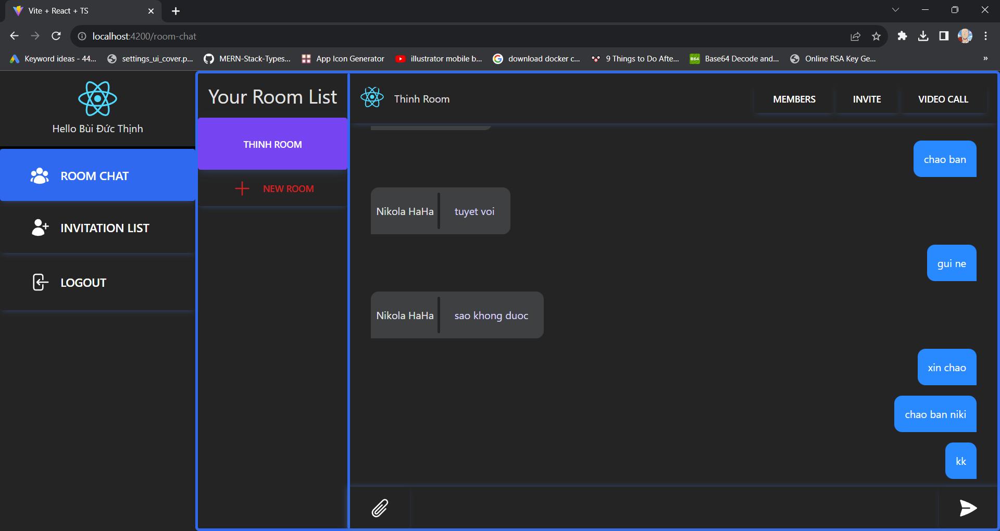 Vite + React + TS
localhost:4200/room-chat
Keyword ideas - 44...
settings_ui_cover.p...
MERN-Stack-Types...
App Icon Generator
illustrator mobile b...
download docker c...
9 Things to Do Afte...
B64
Base64 Decode and...
Online RSA Key Ge...
»
Hello Bùi Đức Thịnh
ROOM CHAT
INVITATION LIST
LOGOUT
Your Room List
THINH ROOM
NEW ROOM
Thinh Room
MEMBERS
INVITE
VIDEO CALL
chao ban
Nikola HaHa
tuyet voi
gui ne
Nikola HaHa
sao khong duoc
xin chao
chao ban niki
kk